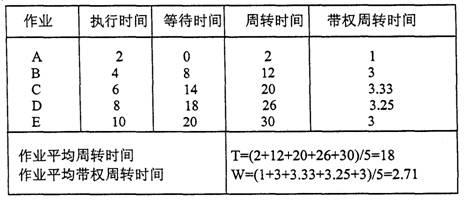 作业 执行时间 等待时间 周转时间 带权周转时间
A 2 0 2 1
B 4 8 12 3
C 6 14 20 3.33
D 8 18 26 3.25
E 10 20 30 3
作业平均周转时间 T=(2+12+20+26+30)/5=18
作业平均带权周转时间 W=(1+3+3.33+3.25+3)/5=2.71